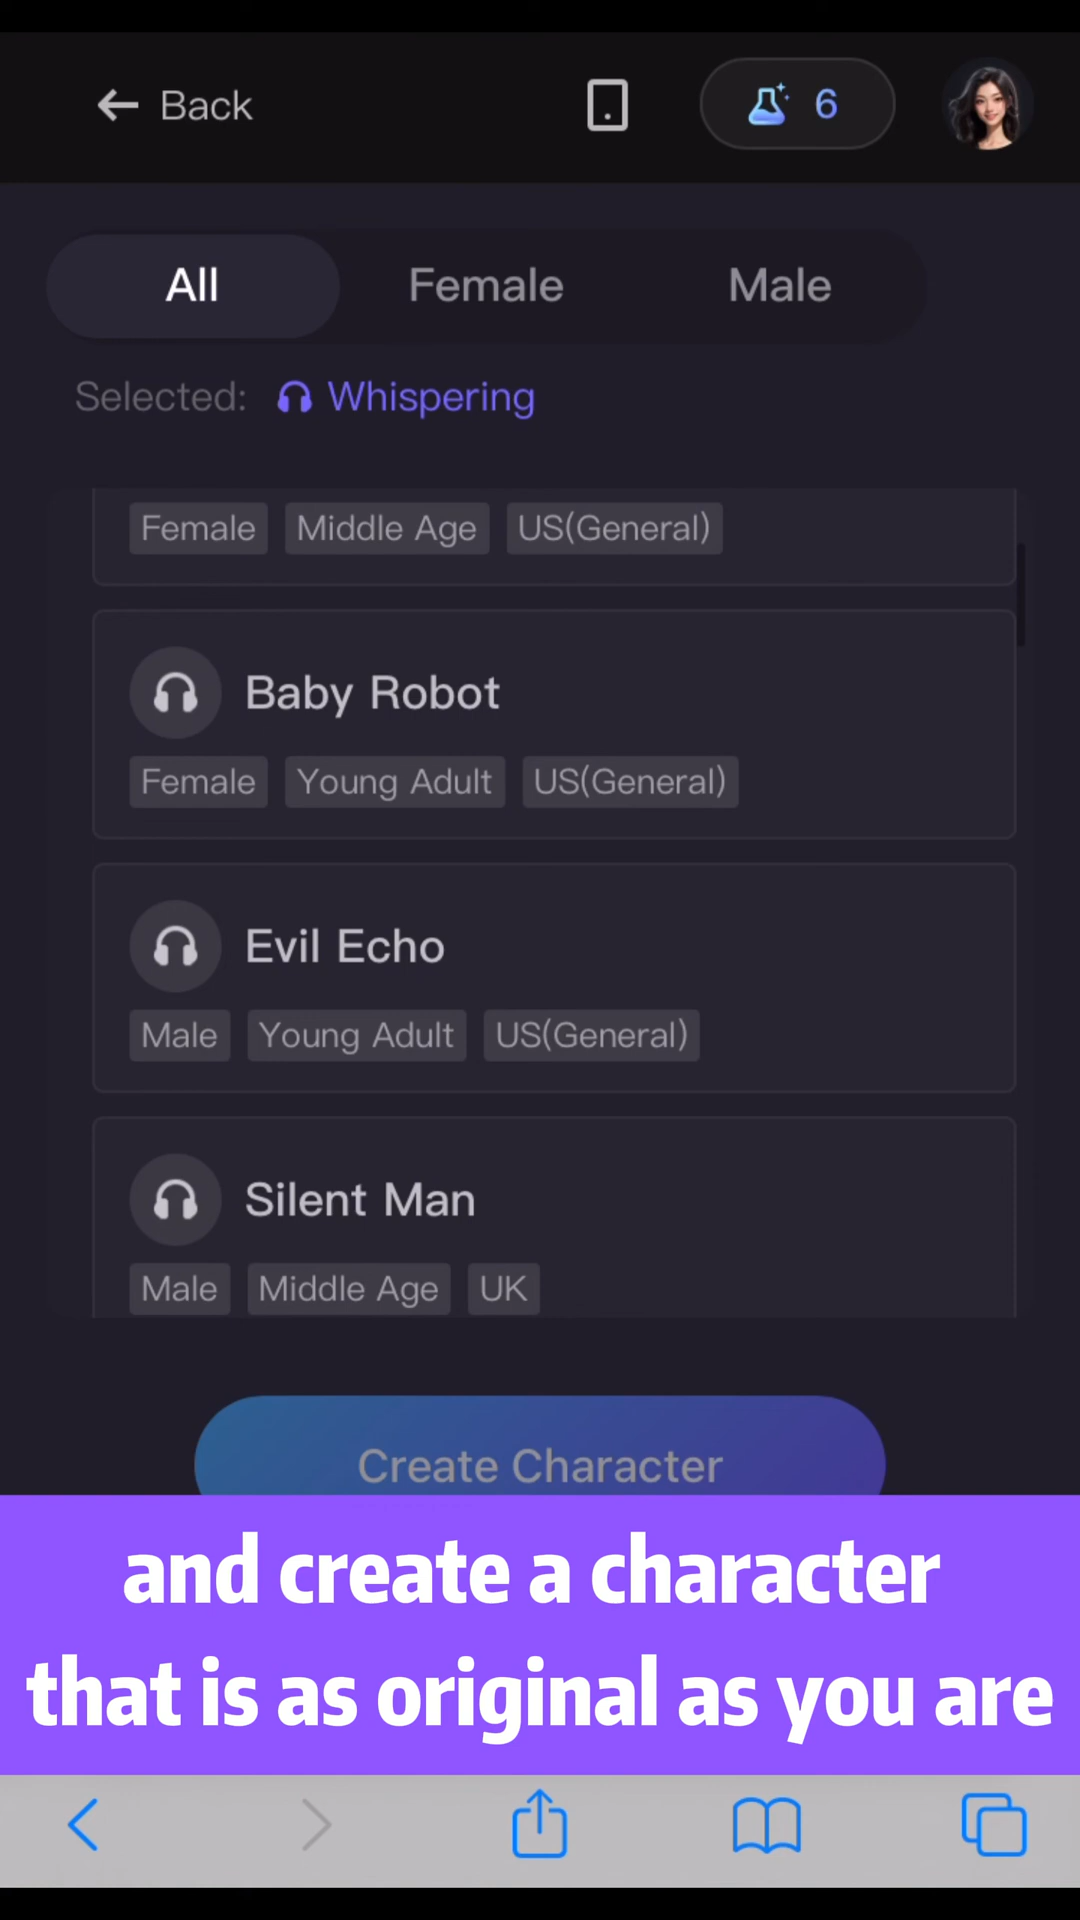 Back
6
All Female Male
Selected: Whispering
Female Middle Age US(General)
Baby Robot
Female Young Adult US(General)
Evil Echo
Male Young Adult US(General)
Silent Man
Male Middle Age UK
Create Character
and create a character
that is as original as you are